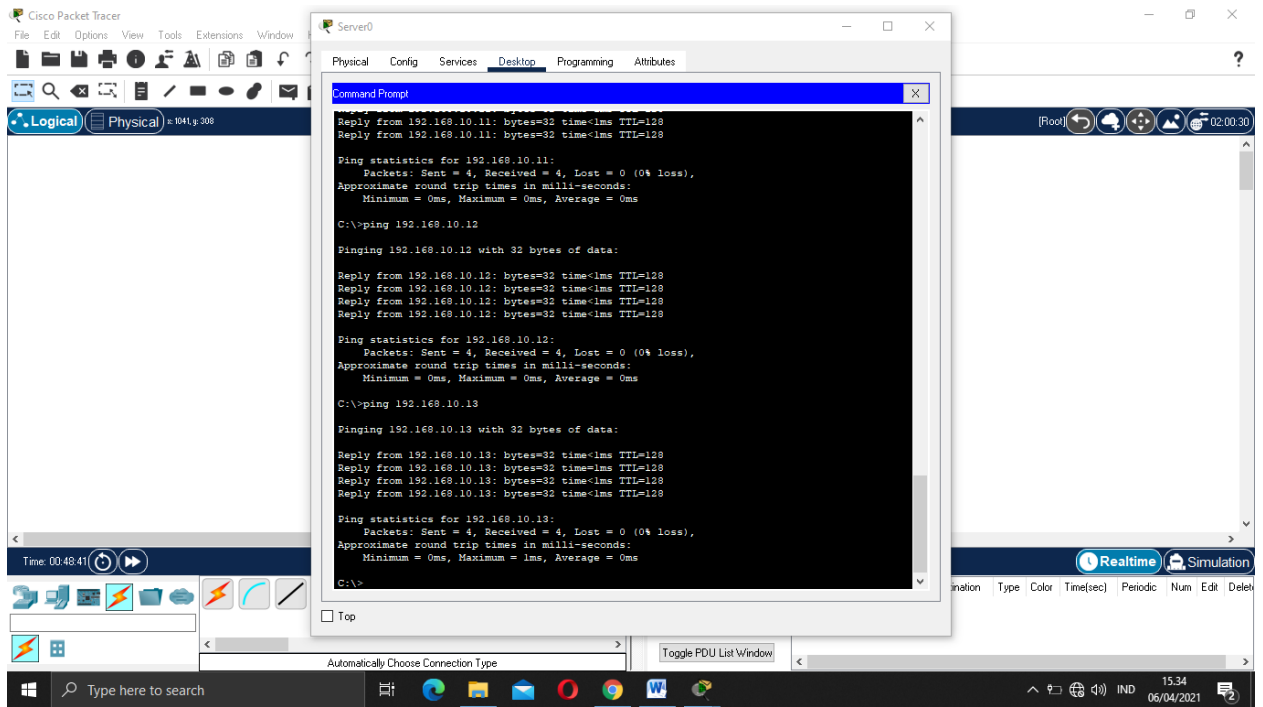 Cisco Packet Tracer
File Edit Options View Tools Extensions Window
?
Logical Physical x: 1041, y: 308
[Root] 02:00:30
Server0
Physical Config Services Desktop Programming Attributes
Command Prompt X
Reply from 192.168.10.11: bytes=32 time<1ms TTL=128
Reply from 192.168.10.11: bytes=32 time<1ms TTL=128
Ping statistics for 192.168.10.11:
Packets: Sent = 4, Received = 4, Lost = 0 (0% loss),
Approximate round trip times in milli-seconds:
Minimum = 0ms, Maximum = 0ms, Average = 0ms
C:\>ping 192.168.10.12
Pinging 192.168.10.12 with 32 bytes of data:
Reply from 192.168.10.12: bytes=32 time<1ms TTL=128
Reply from 192.168.10.12: bytes=32 time<1ms TTL=128
Reply from 192.168.10.12: bytes=32 time<1ms TTL=128
Reply from 192.168.10.12: bytes=32 time<1ms TTL=128
Ping statistics for 192.168.10.12:
Packets: Sent = 4, Received = 4, Lost = 0 (0% loss),
Approximate round trip times in milli-seconds:
Minimum = 0ms, Maximum = 0ms, Average = 0ms
C:\>ping 192.168.10.13
Pinging 192.168.10.13 with 32 bytes of data:
Reply from 192.168.10.13: bytes=32 time<1ms TTL=128
Reply from 192.168.10.13: bytes=32 time=1ms TTL=128
Reply from 192.168.10.13: bytes=32 time<1ms TTL=128
Reply from 192.168.10.13: bytes=32 time<1ms TTL=128
Ping statistics for 192.168.10.13:
Packets: Sent = 4, Received = 4, Lost = 0 (0% loss),
Approximate round trip times in milli-seconds:
Minimum = 0ms, Maximum = 1ms, Average = 0ms
C:\>
Top
Time: 00:48:41
Realtime Simulation
Type Color Time(sec) Periodic Num Edit
Toggle PDU List Window
Automatically Choose Connection Type
Type here to search
IND
15.34
06/04/2021
2